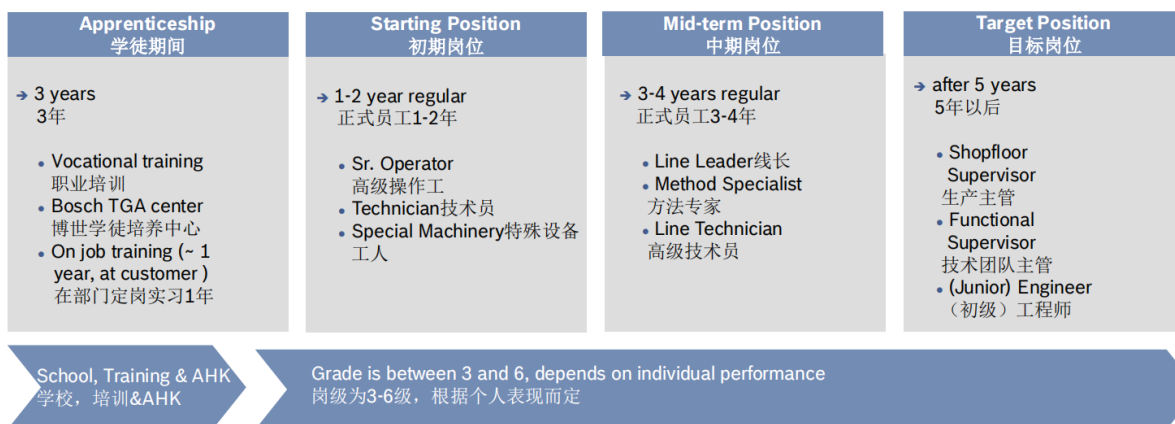 Apprenticeship
学徒期间
➔ 3 years
3年
• Vocational training
职业培训
• Bosch TGA center
博世学徒培养中心
• On job training (~ 1
year, at customer )
在部门定岗实习1年
Starting Position
初期岗位
➔ 1-2 year regular
正式员工1-2年
• Sr. Operator
高级操作工
• Technician技术员
• Special Machinery特殊设备
工人
Mid-term Position
中期岗位
➔ 3-4 years regular
正式员工3-4年
• Line Leader线长
• Method Specialist
方法专家
• Line Technician
高级技术员
Target Position
目标岗位
➔ after 5 years
5年以后
• Shopfloor
Supervisor
生产主管
• Functional
Supervisor
技术团队主管
• (Junior) Engineer
（初级）工程师
School, Training & AHK
学校，培训&AHK
Grade is between 3 and 6, depends on individual performance
岗级为3-6级，根据个人表现而定